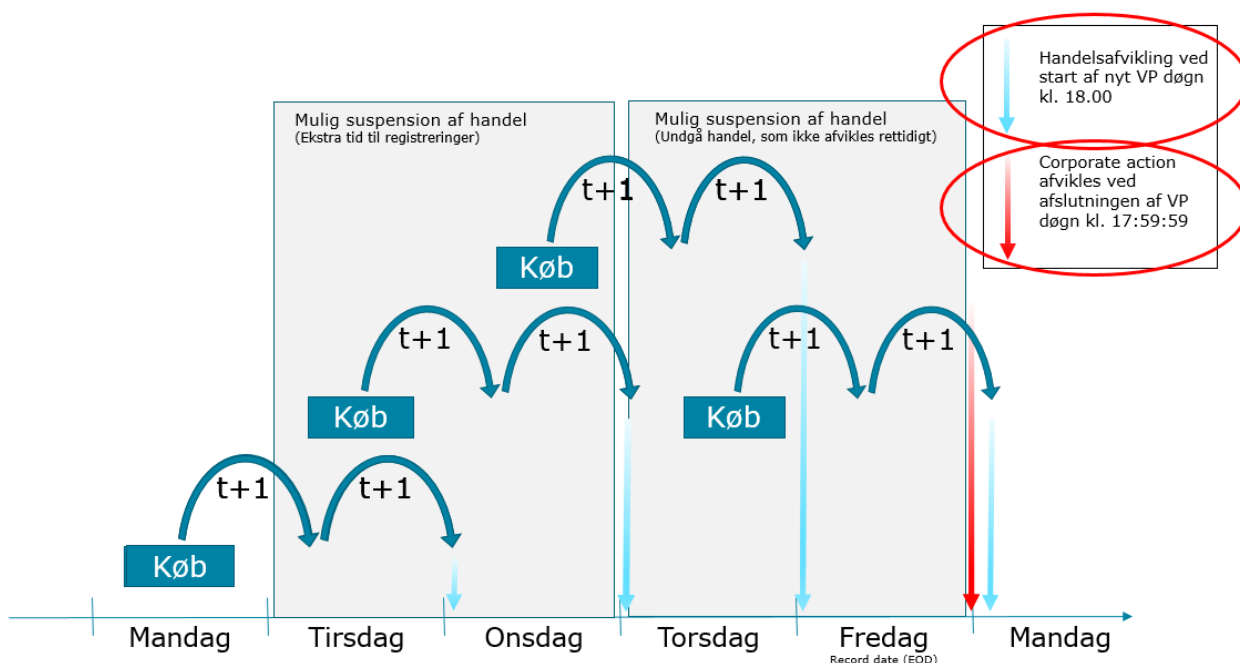 Handelsafvikling ved
start af nyt VP døgn
kl. 18.00
Corporate action
afvikles ved
afslutningen af VP
døgn kl. 17:59:59
Mulig suspension af handel
(Ekstra tid til registreringer)
Mulig suspension af handel
(Undgå handel, som ikke afvikles rettidigt)
t+1
t+1
Køb
t+1
t+1
Køb
t+1
t+1
Køb
t+1
t+1
Køb
Mandag
Tirsdag
Onsdag
Torsdag
Fredag
Mandag
Record date (EOD)